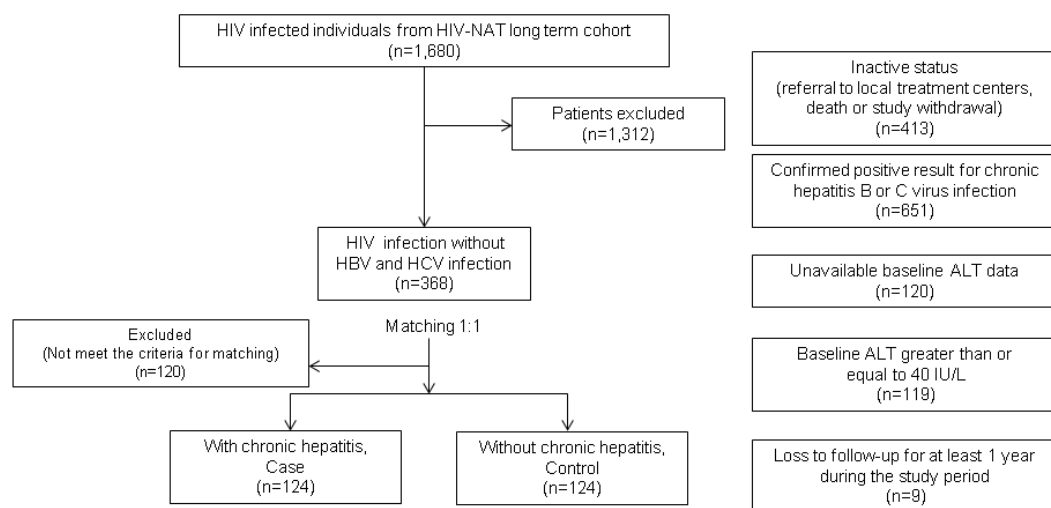 HIV infected individuals from HIV-NAT long term cohort
(n=1,680)
Patients excluded
(n=1,312)
HIV infection without
HBV and HCV infection
(n=368)
Matching 1:1
Excluded
(Not meet the criteria for matching)
(n=120)
With chronic hepatitis,
Case
(n=124)
Without chronic hepatitis,
Control
(n=124)
Inactive status
(referral to local treatment centers,
death or study withdrawal)
(n=413)
Confirmed positive result for chronic
hepatitis B or C virus infection
(n=651)
Unavailable baseline ALT data
(n=120)
Baseline ALT greater than or
equal to 40 IU/L
(n=119)
Loss to follow-up for at least 1 year
during the study period
(n=9)